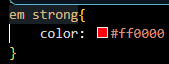 em strong{
    color: #ff0000
}